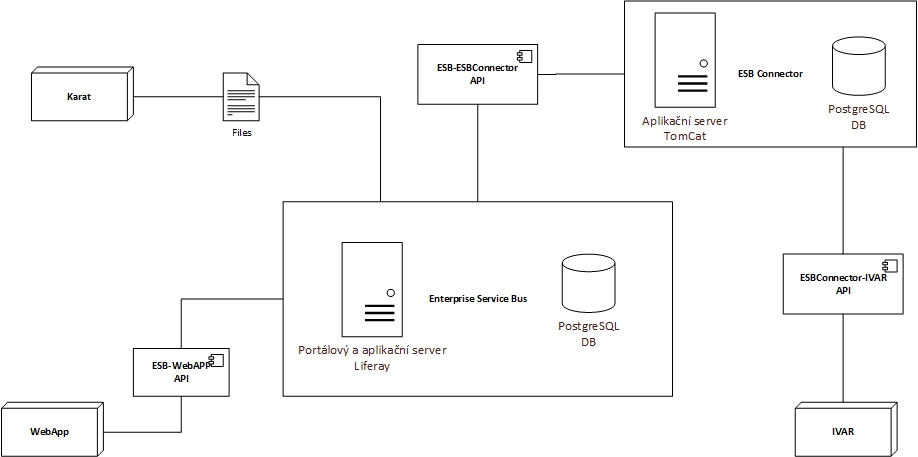 ESB-ESBConnector
API
ESB Connector
Aplikační server
TomCat
PostgreSQL
DB
Karat
Files
ESBConnector-IVAR
API
Enterprise Service Bus
Portálový a aplikační server
Liferay
PostgreSQL
DB
ESB-WebAPP
API
WebApp
IVAR